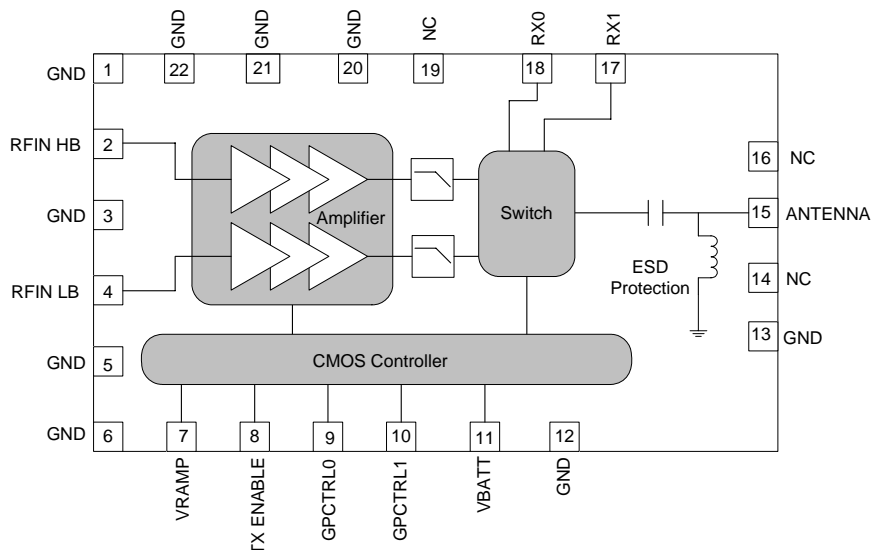 GND
GND
GND
NC
RX0
RX1
GND
1
22
21
20
19
18
17
RFIN HB
2
16
NC
GND
3
Amplifier
Switch
15
ANTENNA
RFIN LB
4
ESD
Protection
14
NC
13
GND
GND
5
CMOS Controller
GND
6
7
8
9
10
11
12
VRAMP
TX ENABLE
GPCTRL0
GPCTRL1
VBATT
GND